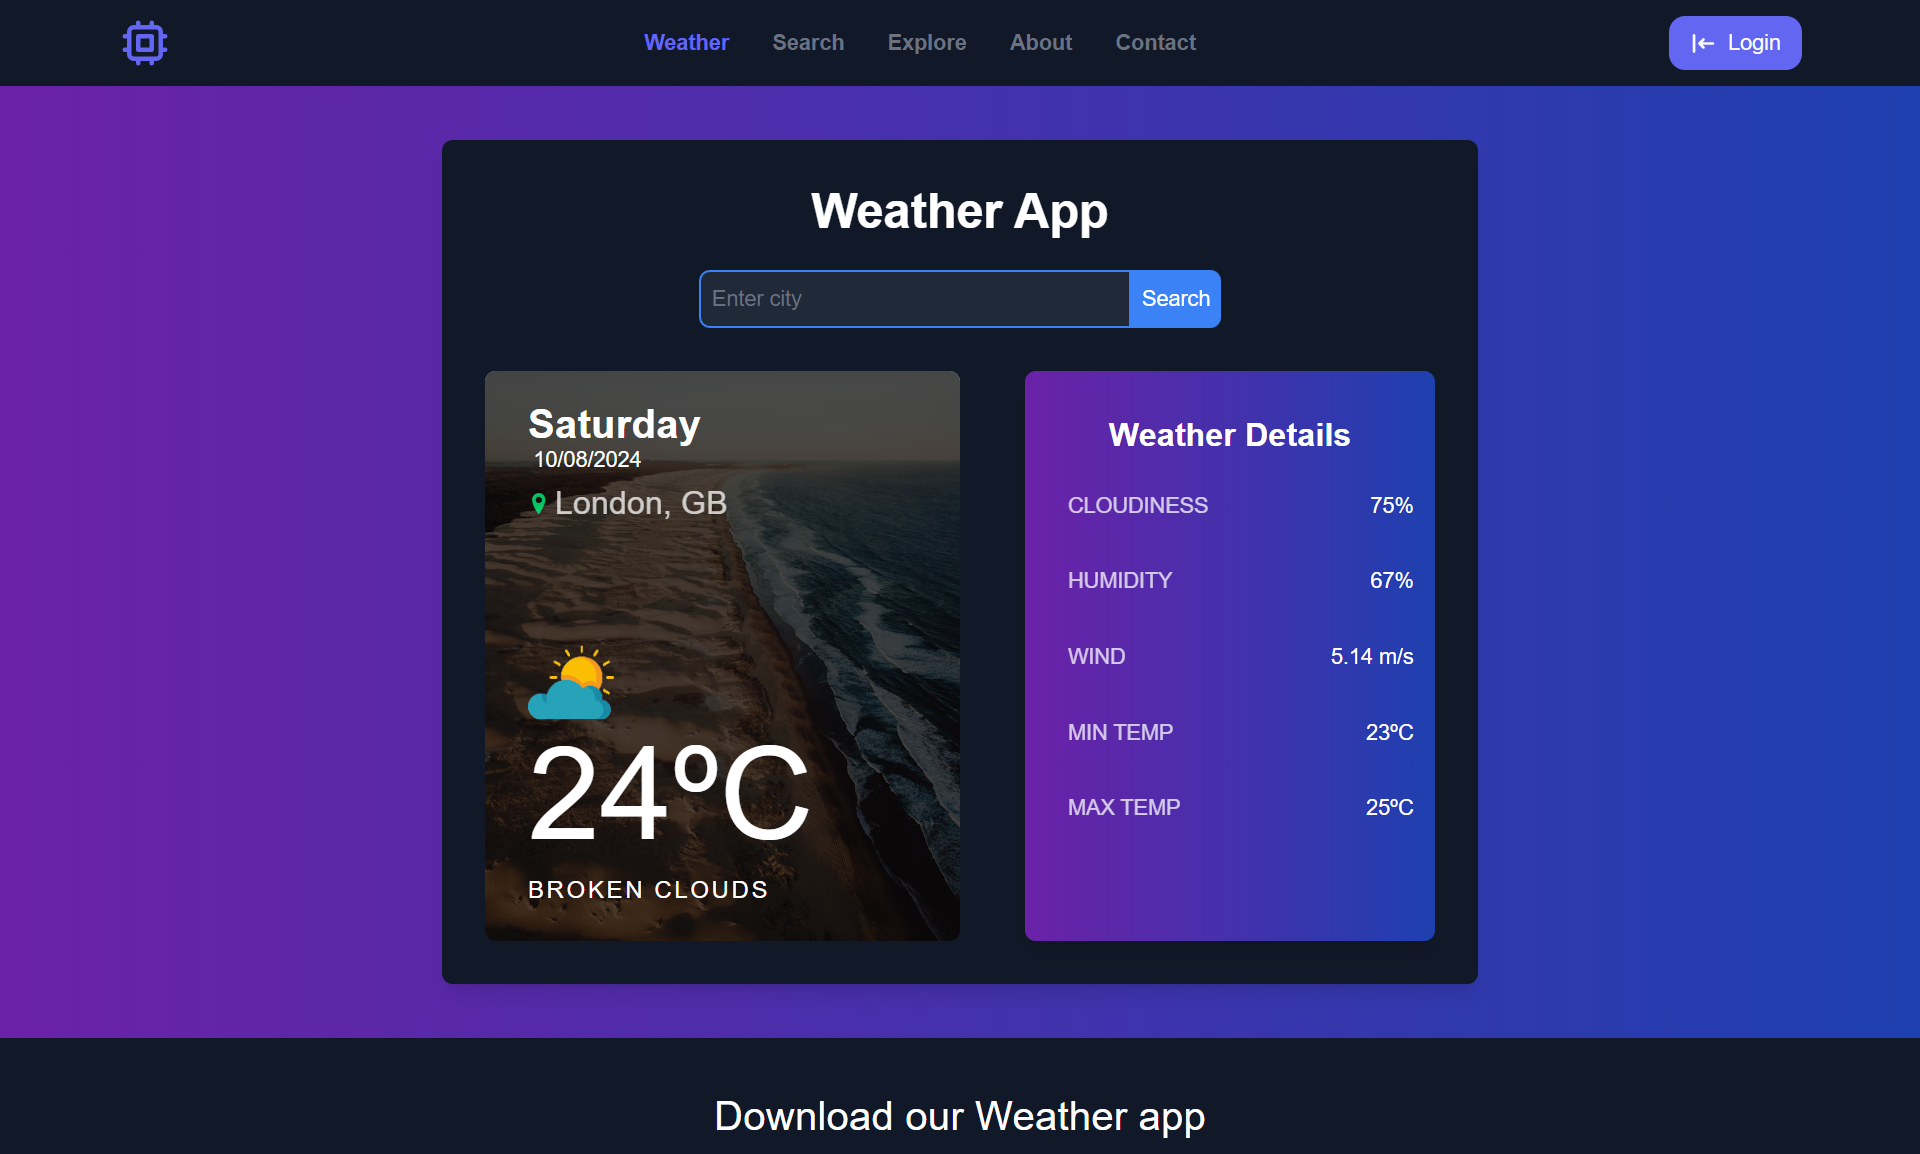 Weather
Search
Explore
About
Contact
Login
Weather App
Enter city
Search
Saturday
10/08/2024
London, GB
24ºC
BROKEN CLOUDS
Weather Details
CLOUDINESS 75%
HUMIDITY 67%
WIND 5.14 m/s
MIN TEMP 23ºC
MAX TEMP 25ºC
Download our Weather app